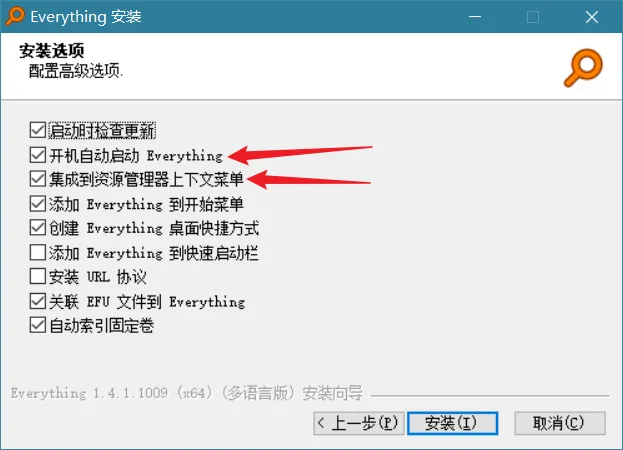 Everything 安装
安装选项
配置高级选项.
启动时检查更新
开机自动启动 Everything
集成到资源管理器上下文菜单
添加 Everything 到开始菜单
创建 Everything 桌面快捷方式
添加 Everything 到快速启动栏
安装 URL 协议
关联 EFU 文件到 Everything
自动索引固定卷
Everything 1.4.1.1009 (x64) (多语言版) 安装向导
< 上一步(P) 安装(I) 取消(C)